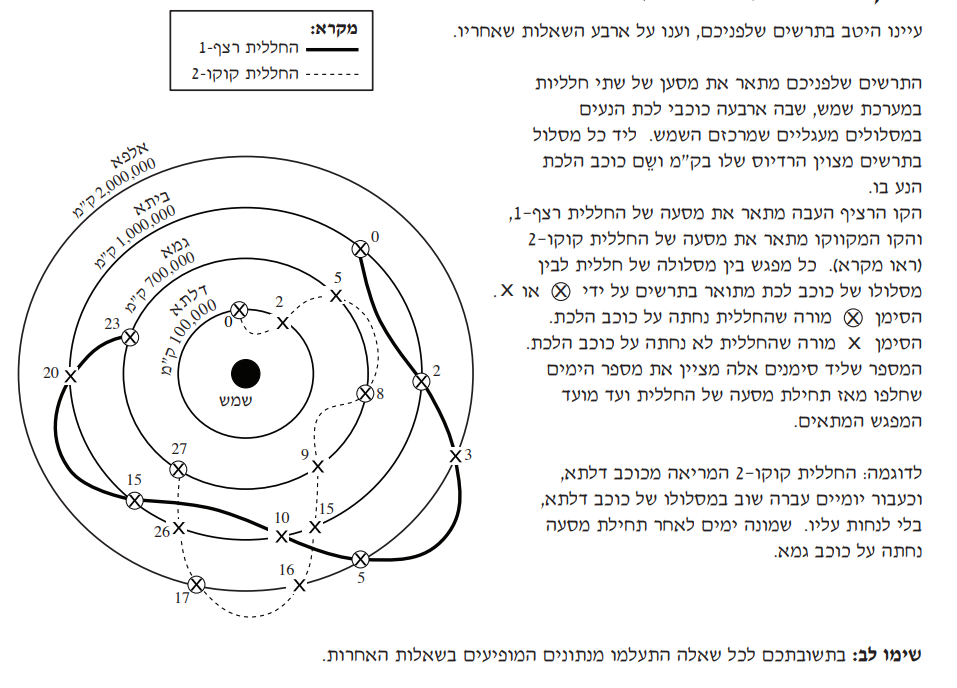 עיינו היטב בתרשים שלפניכם, וענו על ארבע השאלות שאחריו.
מקרא:
החללית רצף-1
החללית קוקו-2
התרשים שלפניכם מתאר את מסען של שתי חלליות
במערכת שמש, שבה ארבעה כוכבי לכת הנעים
במסלולים מעגליים שמרכזם השמש. ליד כל מסלול
בתרשים מצוין הרדיוס שלו בק"מ ושֵם כוכב הלכת
הנע בו.
הקו הרציף העבה מתאר את מסעה של החללית רצף-1,
והקו המקווקו מתאר את מסעה של החללית קוקו-2
(ראו מקרא). כל מפגש בין מסלולה של חללית לבין
מסלולו של כוכב לכת מתואר בתרשים על ידי ⊗ או X.
הסימן ⊗ מורה שהחללית נחתה על כוכב הלכת.
הסימן X מורה שהחללית לא נחתה על כוכב הלכת.
המספר שליד סימנים אלה מציין את מספר הימים
שחלפו מאז תחילת מסעה של החללית ועד מועד
המפגש המתאים.
לדוגמה: החללית קוקו-2 המריאה מכוכב דלתא,
וכעבור יומיים עברה שוב במסלולו של כוכב דלתא,
בלי לנחות עליו. שמונה ימים לאחר תחילת מסעה
נחתה על כוכב גמא.
אלפא
2,000,000 ק"מ
ביתא
1,000,000 ק"מ
גמא
700,000 ק"מ
דלתא
100,000 ק"מ
שמש
0
5
2
0
23
20
2
8
3
27
9
15
15
10
26
16
5
17
שימו לב: בתשובתכם לכל שאלה התעלמו מנתונים המופיעים בשאלות האחרות.